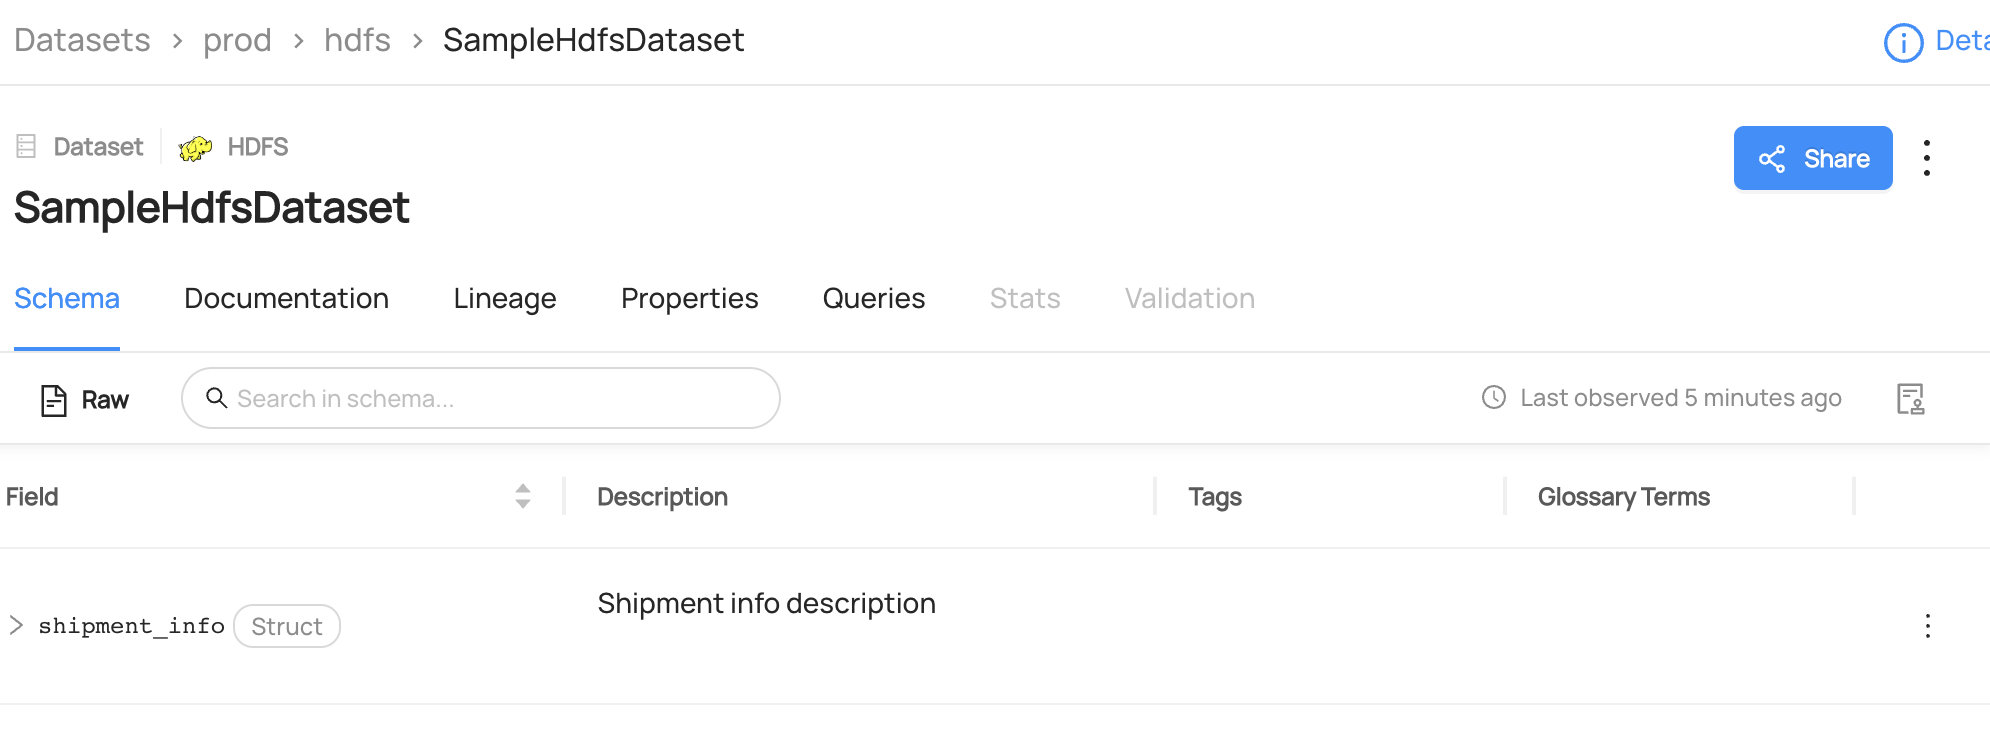 Datasets > prod > hdfs > SampleHdfsDataset
Dataset HDFS
Share
SampleHdfsDataset
Schema Documentation Lineage Properties Queries Stats Validation
Raw Search in schema... Last observed 5 minutes ago
Field Description Tags Glossary Terms
Shipment info description
shipment_info Struct